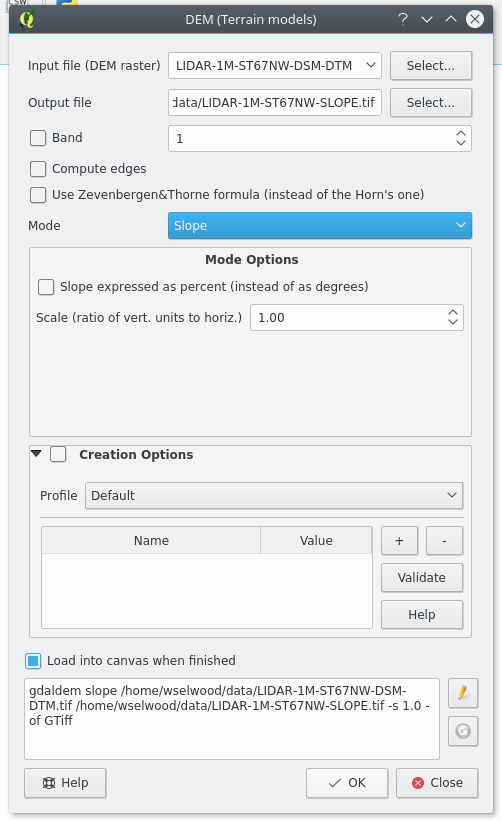 CSW
DEM (Terrain models)
Input file (DEM raster) LIDAR-1M-ST67NW-DSM-DTM Select...
Output file data/LIDAR-1M-ST67NW-SLOPE.tif Select...
Band 1
Compute edges
Use Zevenbergen&Thorne formula (instead of the Horn's one)
Mode Slope
Mode Options
Slope expressed as percent (instead of as degrees)
Scale (ratio of vert. units to horiz.) 1.00
Creation Options
Profile Default
Name Value + -
Validate
Help
Load into canvas when finished
gdaldem slope /home/wselwood/data/LIDAR-1M-ST67NW-DSM-
DTM.tif /home/wselwood/data/LIDAR-1M-ST67NW-SLOPE.tif -s 1.0 -
of GTiff
Help OK Close